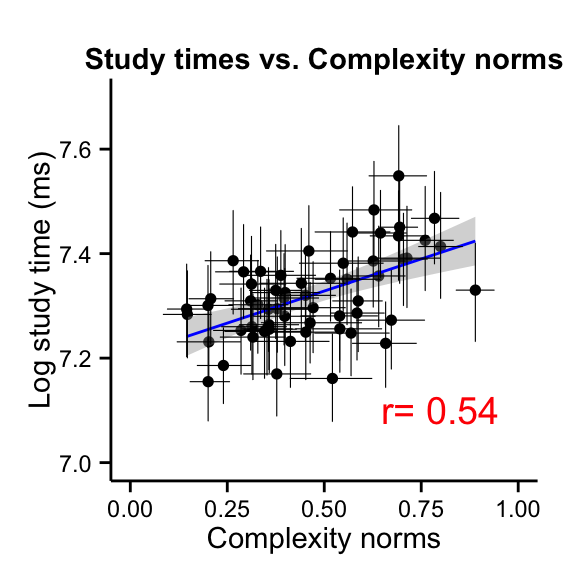 Study times vs. Complexity norms
Log study time (ms)
7.6
7.4
7.2
7.0
r= 0.54
0.00 0.25 0.50 0.75 1.00
Complexity norms